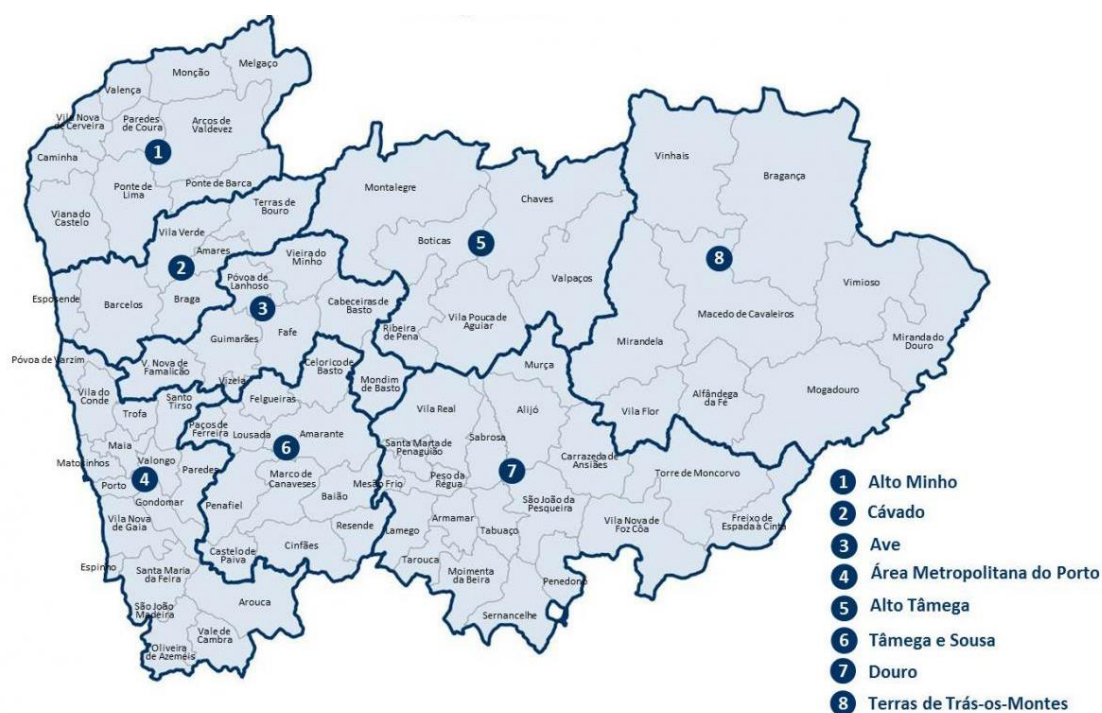 Melgaço
Monção
Valença
Vila Nova
de Cerveira
Paredes
de Coura
Arcos de
Valdevez
1
Caminha
Ponte de
Lima
Ponte de Barca
Viana do
Castelo
Terras de
Bouro
Vila Verde
Amares
2
Esposende
Barcelos
Braga
Vieira do
Minho
Póvoa de
Lanhoso
3
Cabeceiras de
Basto
Fafe
Guimarães
V. Nova de
Famalicão
Vizela
Montalegre
Chaves
Boticas
5
Valpaços
Vila Pouca de
Aguiar
Ribeira
de Pena
Vinhais
Bragança
8
Vimioso
Macedo de Cavaleiros
Miranda do
Douro
Mirandela
Mogadouro
Alfândega
da Fé
Vila Flor
Póvoa de Varzim
Vila do
Conde
Santo
Tirso
Trofa
Maia
Matosinhos
Valongo
Paredes
Porto
4
Gondomar
Vila Nova
de Gaia
Espinho
Santa Maria
da Feira
Arouca
São João
Madeira
Vale de
Cambra
Oliveira
de Azeméis
Celorico de
Basto
Mondim
de Basto
Felgueiras
Paços de
Ferreira
Lousada
Amarante
6
Marco de
Canaveses
Baião
Penafiel
Resende
Cinfães
Castelo de
Paiva
Murça
Vila Real
Alijó
Sabrosa
Santa Marta de
Penaguião
Carrazeda de
Ansiães
7
Mesão Frio
Peso da
Régua
Torre de Moncorvo
São João da
Pesqueira
Armamar
Lamego
Tabuaço
Vila Nova de
Foz Côa
Freixo de
Espada à Cinta
Tarouca
Moimenta
da Beira
Penedono
Sernancelhe
1 Alto Minho
2 Cávado
3 Ave
4 Área Metropolitana do Porto
5 Alto Tâmega
6 Tâmega e Sousa
7 Douro
8 Terras de Trás-os-Montes